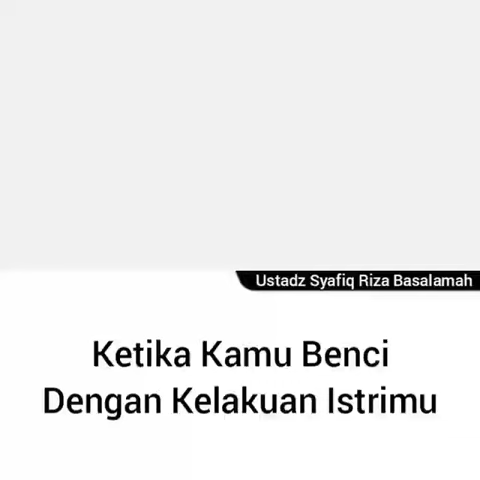 Ustadz Syafiq Riza Basalamah
Ketika Kamu Benci
Dengan Kelakuan Istrimu